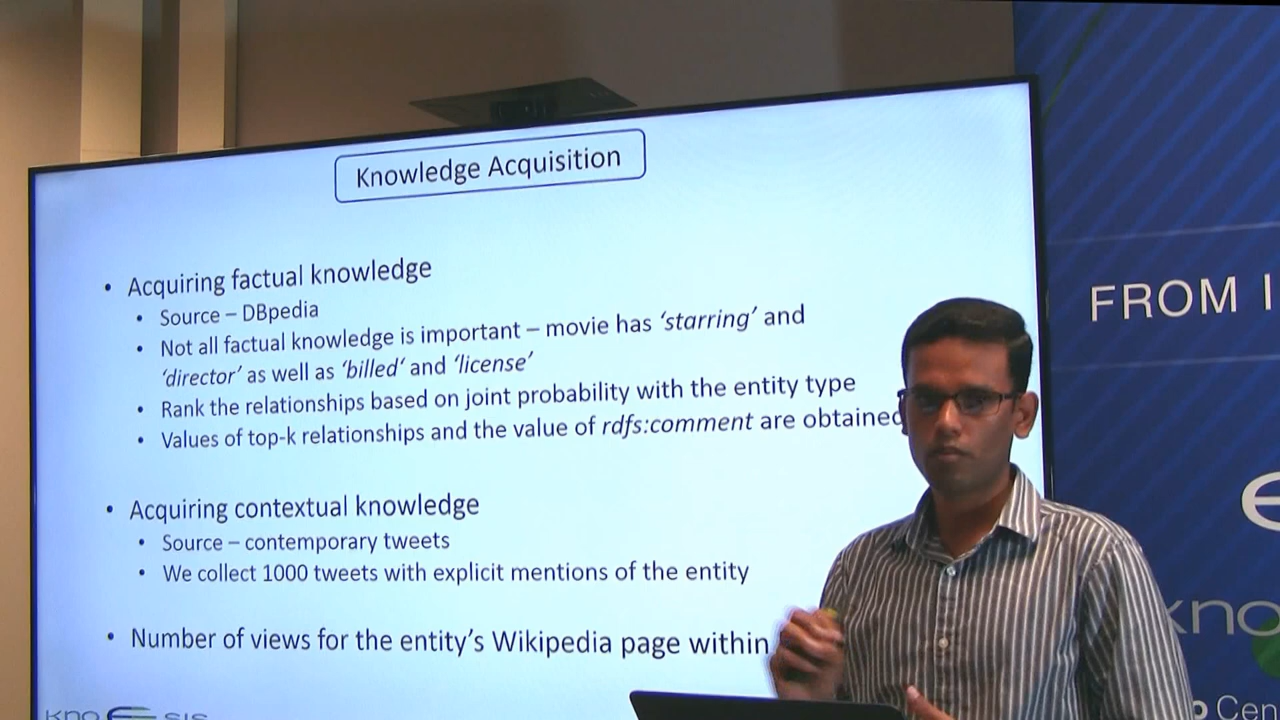 Knowledge Acquisition
• Acquiring factual knowledge
• Source – DBpedia
• Not all factual knowledge is important – movie has ‘starring’ and
‘director’ as well as ‘billed‘ and ‘license’
• Rank the relationships based on joint probability with the entity type
• Values of top-k relationships and the value of rdfs:comment are obtained
• Acquiring contextual knowledge
• Source – contemporary tweets
• We collect 1000 tweets with explicit mentions of the entity
• Number of views for the entity’s Wikipedia page within
FROM
kno
Cen
kno e sis